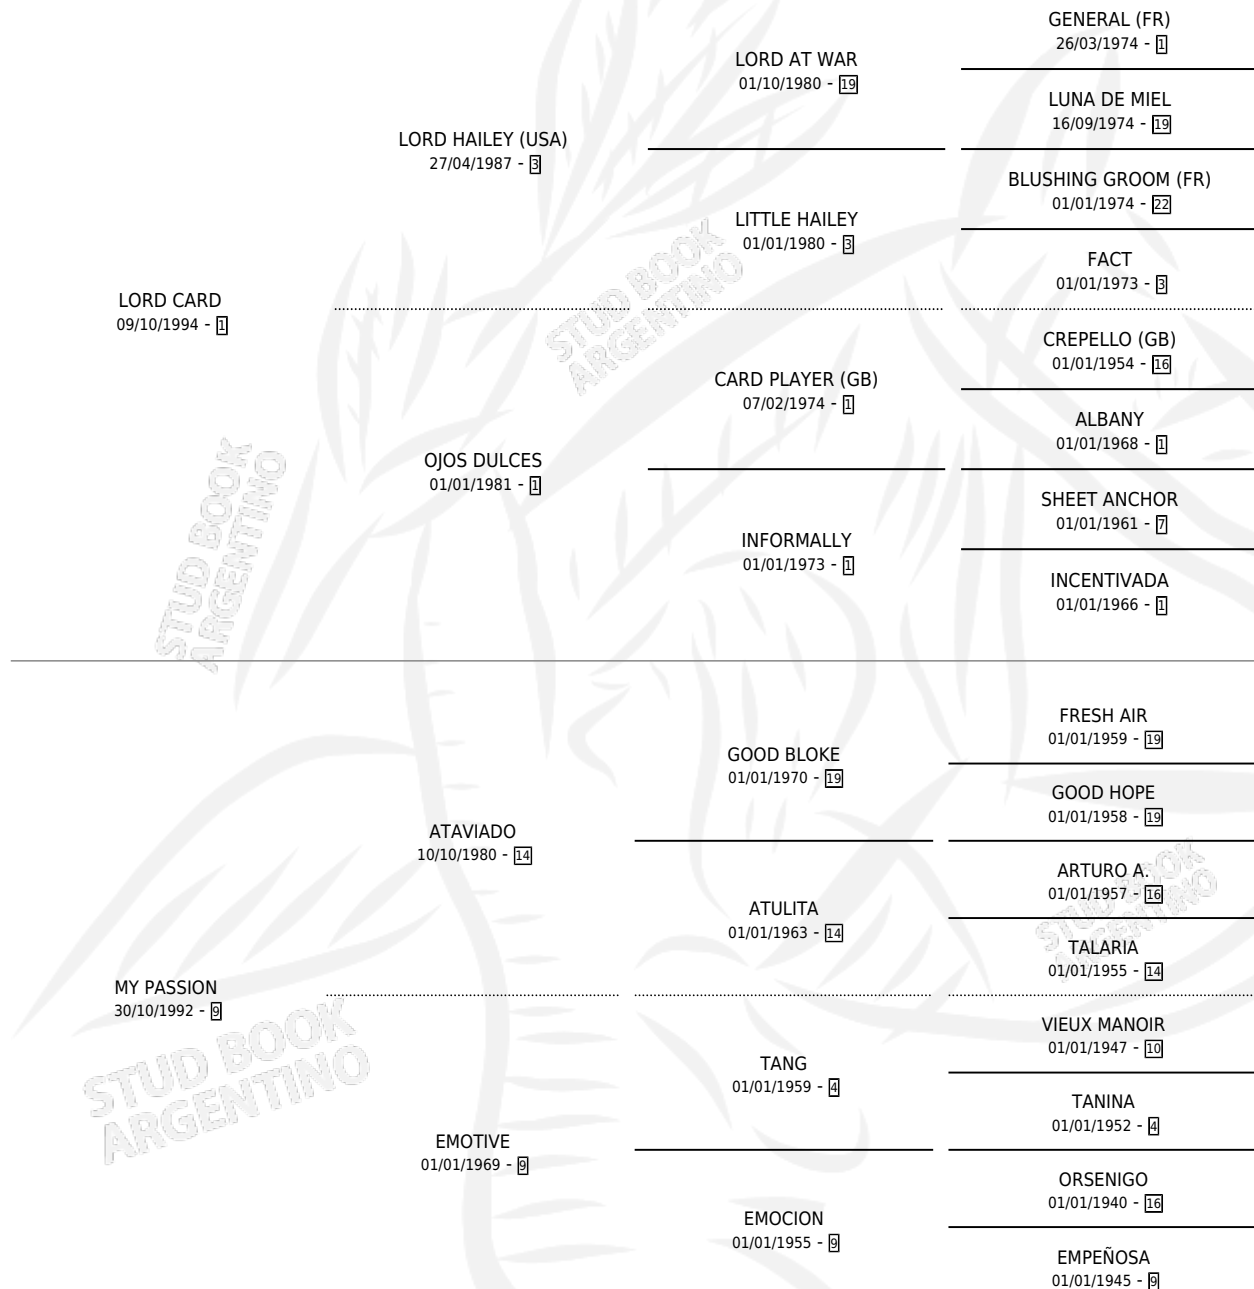 GENERAL (FR)
26/03/1974 - 1
LORD AT WAR
01/10/1980 - 19
LUNA DE MIEL
16/09/1974 - 19
LORD HAILEY (USA)
27/04/1987 - 3
BLUSHING GROOM (FR)
01/01/1974 - 22
LITTLE HAILEY
01/01/1980 - 3
FACT
01/01/1973 - 3
LORD CARD
09/10/1994 - 1
CREPELLO (GB)
01/01/1954 - 16
CARD PLAYER (GB)
07/02/1974 - 1
ALBANY
01/01/1968 - 1
OJOS DULCES
01/01/1981 - 1
SHEET ANCHOR
01/01/1961 - 7
INFORMALLY
01/01/1973 - 1
INCENTIVADA
01/01/1966 - 1
FRESH AIR
01/01/1959 - 19
GOOD BLOKE
01/01/1970 - 19
GOOD HOPE
01/01/1958 - 19
ATAVIADO
10/10/1980 - 14
ARTURO A.
01/01/1957 - 16
ATULITA
01/01/1963 - 14
TALARIA
01/01/1955 - 14
MY PASSION
30/10/1992 - 9
VIEUX MANOIR
01/01/1947 - 10
TANG
01/01/1959 - 4
TANINA
01/01/1952 - 4
EMOTIVE
01/01/1969 - 9
ORSENIGO
01/01/1940 - 16
EMOCION
01/01/1955 - 9
EMPEÑOSA
01/01/1945 - 9
STUD BOOK
ARGENTINO
STUD BOOK
ARGENTINO
STUD BOOK
ARGENTINO
STUD BOOK
ARGENTINO